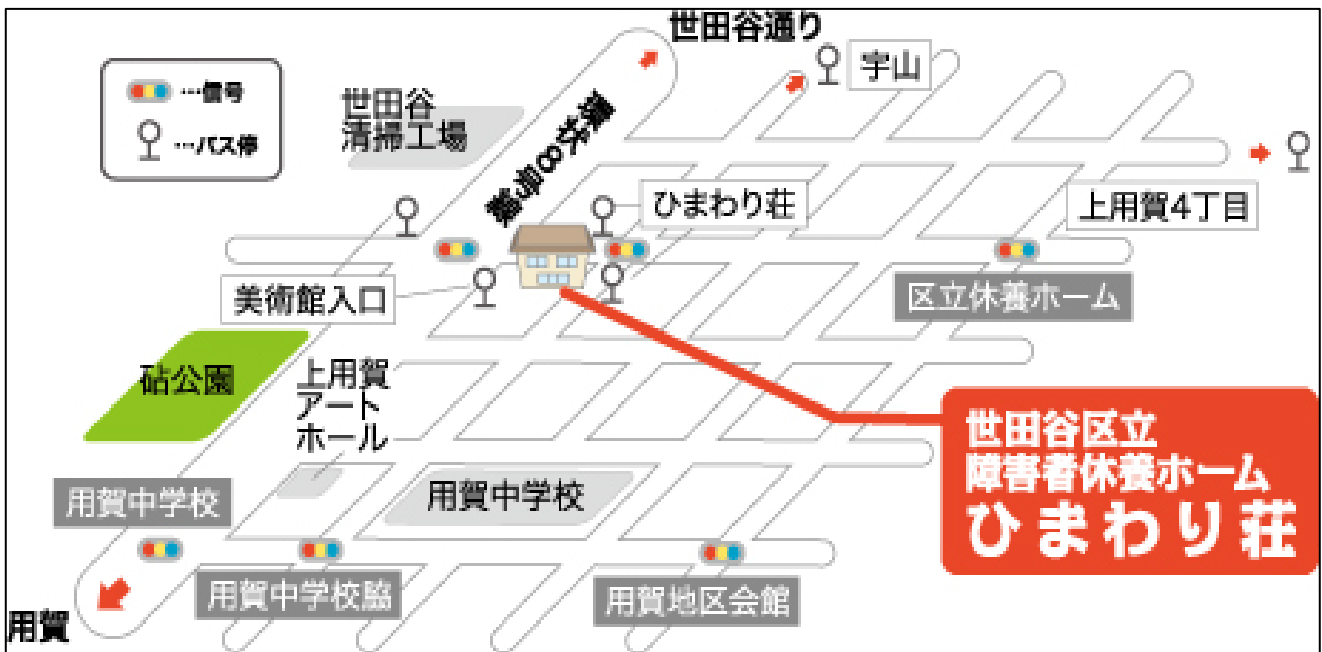 世田谷通り
宇山
…信号
…バス停
世田谷
清掃工場
環状8号線
ひまわり荘
上用賀4丁目
美術館入口
区立休養ホーム
砧公園
上用賀
アート
ホール
世田谷区立
障害者休養ホーム
ひまわり荘
用賀中学校
用賀中学校
用賀中学校脇
用賀地区会館
用賀